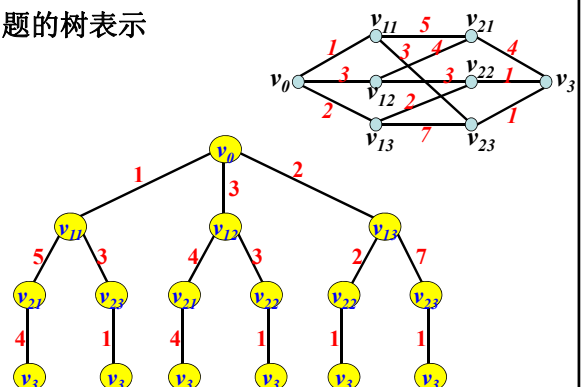 题的树表示
v11 5 v21
1 3 4 4
v0 3 v12 3 v22 1 v3
2 2 1
v13 7 v23
v0
1 3 2
v11 v12 v13
5 3 4 3 2 7
v21 v23 v21 v22 v22 v23
4 1 4 1 1 1
v3 v3 v3 v3 v3 v3